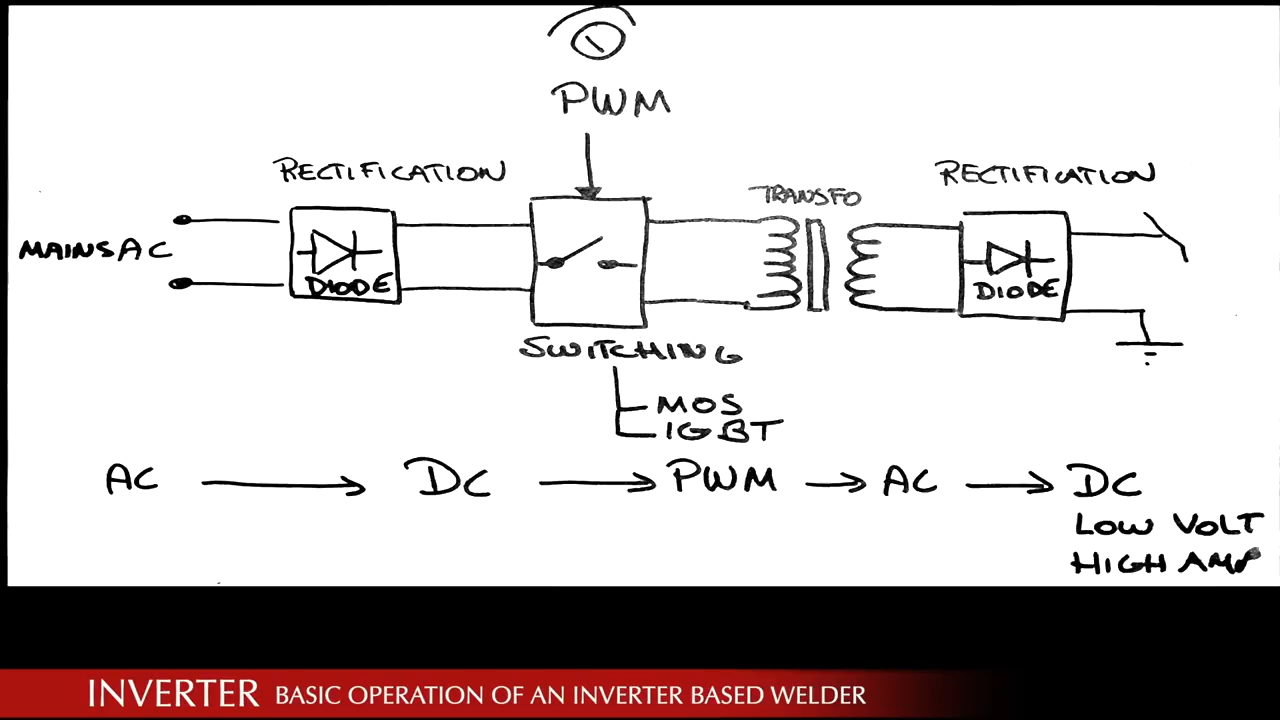 PWM
RECTIFICATION
RECTIFICATION
TRANSFO
MAINS AC
DIODE
DIODE
SWITCHING
MOS
IGBT
AC → DC → PWM → AC → DC
LOW VOLT
HIGH AMP
INVERTER BASIC OPERATION OF AN INVERTER BASED WELDER